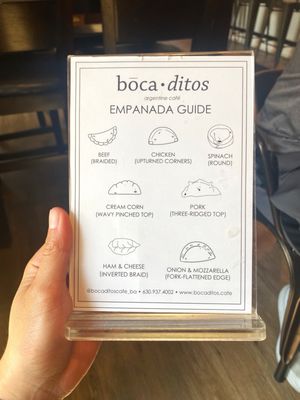 bōca • ditos
argentine café
EMPANADA GUIDE
BEEF
(BRAIDED)
CHICKEN
(UPTURNED CORNERS)
SPINACH
(ROUND)
CREAM CORN
(WAVY PINCHED TOP)
PORK
(THREE-RIDGED TOP)
HAM & CHEESE
(INVERTED BRAID)
ONION & MOZZARELLA
(FORK-FLATTENED EDGE)
@bocaditoscafe_bg • 630.937.4002 • www.bocaditos.cafe